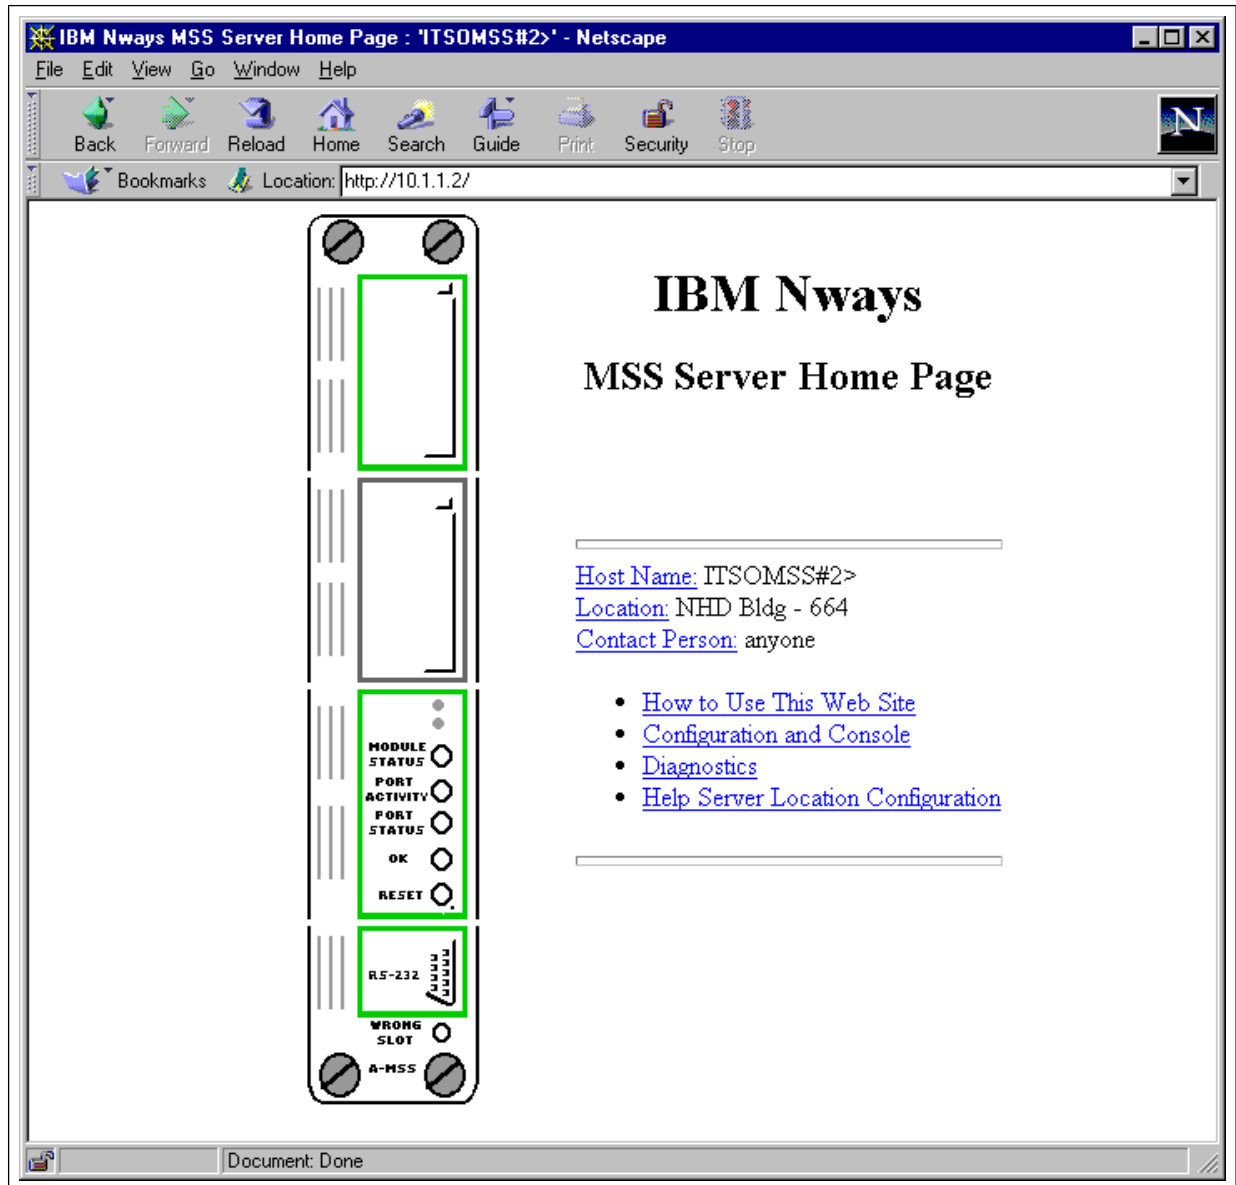 IBM Nways MSS Server Home Page : 'ITSOMSS#2>' - Netscape
File Edit View Go Window Help
Back Forward Reload Home Search Guide Print Security Stop
N
Bookmarks Location: http://10.1.1.2/
IBM Nways
MSS Server Home Page
Host Name: ITSOMSS#2>
Location: NHD Bldg - 664
Contact Person: anyone
How to Use This Web Site
Configuration and Console
Diagnostics
Help Server Location Configuration
MODULE
STATUS
PORT
ACTIVITY
PORT
STATUS
OK
RESET
RS-232
WRONG
SLOT
A-MSS
Document: Done